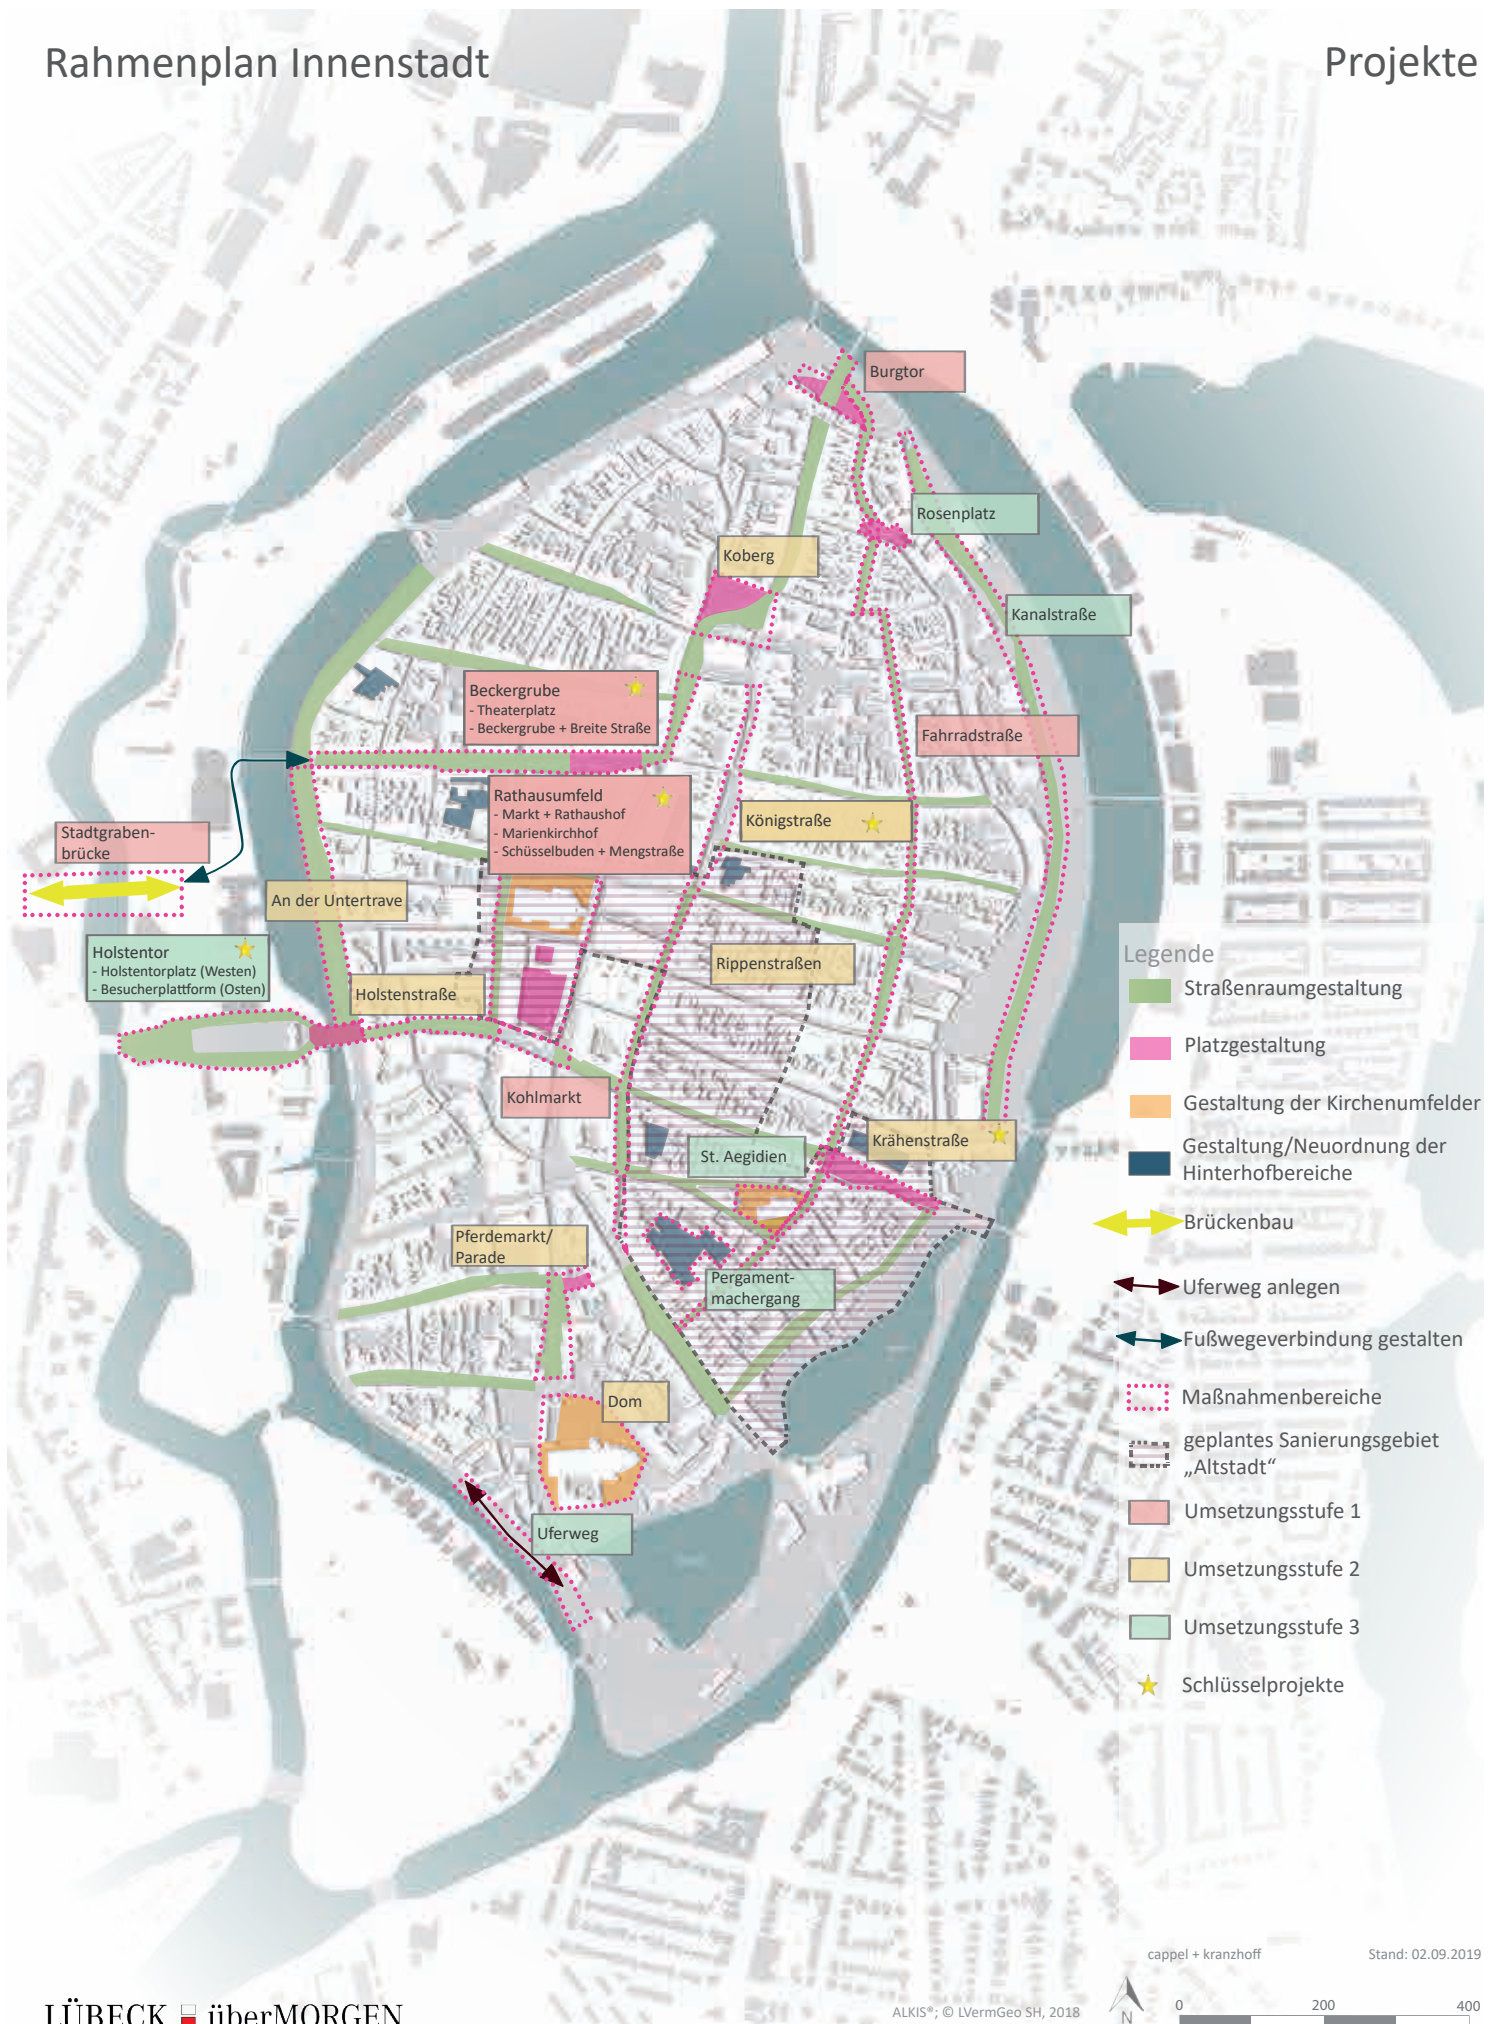 Rahmenplan Innenstadt
Projekte
Burgtor
Rosenplatz
Koberg
Kanalstraße
Beckergrube
- Theaterplatz
- Beckergrube + Breite Straße
Fahrradstraße
Rathausumfeld
- Markt + Rathaushof
- Marienkirchhof
- Schüsselbuden + Mengstraße
Königstraße
Stadtgraben-
brücke
An der Untertrave
Holstentor
- Holstentorplatz (Westen)
- Besucherplattform (Osten)
Rippenstraßen
Holstenstraße
Kohlmarkt
Krähenstraße
St. Aegidien
Pferdemarkt/
Parade
Pergament-
machergang
Dom
Uferweg
Legende
Straßenraumgestaltung
Platzgestaltung
Gestaltung der Kirchenumfelder
Gestaltung/Neuordnung der
Hinterhofbereiche
Brückenbau
Uferweg anlegen
Fußwegeverbindung gestalten
Maßnahmenbereiche
geplantes Sanierungsgebiet
„Altstadt“
Umsetzungsstufe 1
Umsetzungsstufe 2
Umsetzungsstufe 3
Schlüsselprojekte
cappel + kranzhoff
Stand: 02.09.2019
LÜBECK überMORGEN
ALKIS®; © LVermGeo SH, 2018
N
0 200 400